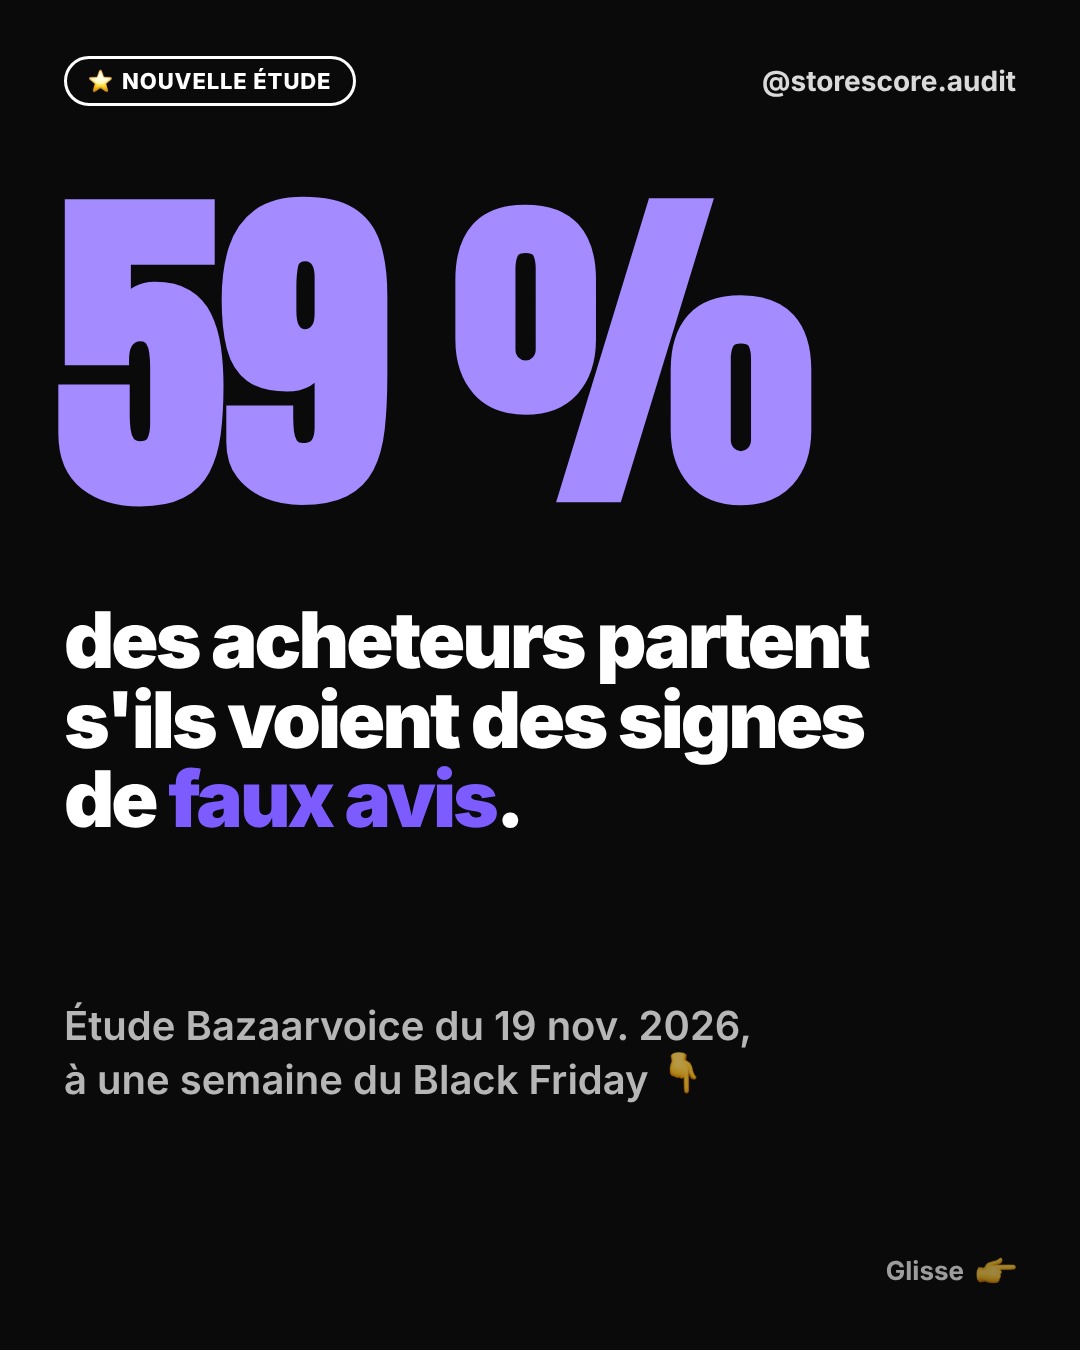 ⭐ NOUVELLE ÉTUDE
@storescore.audit
59 %
des acheteurs partent
s'ils voient des signes
de faux avis.
Étude Bazaarvoice du 19 nov. 2026,
à une semaine du Black Friday 👇
Glisse 👉